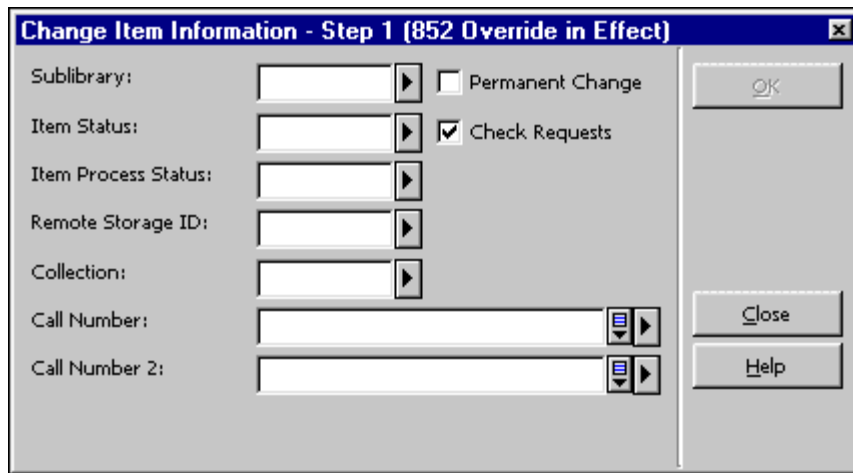 Change Item Information - Step 1 (852 Override in Effect)
Sublibrary:
Permanent Change
OK
Item Status:
Check Requests
Item Process Status:
Remote Storage ID:
Collection:
Call Number:
Close
Call Number 2:
Help